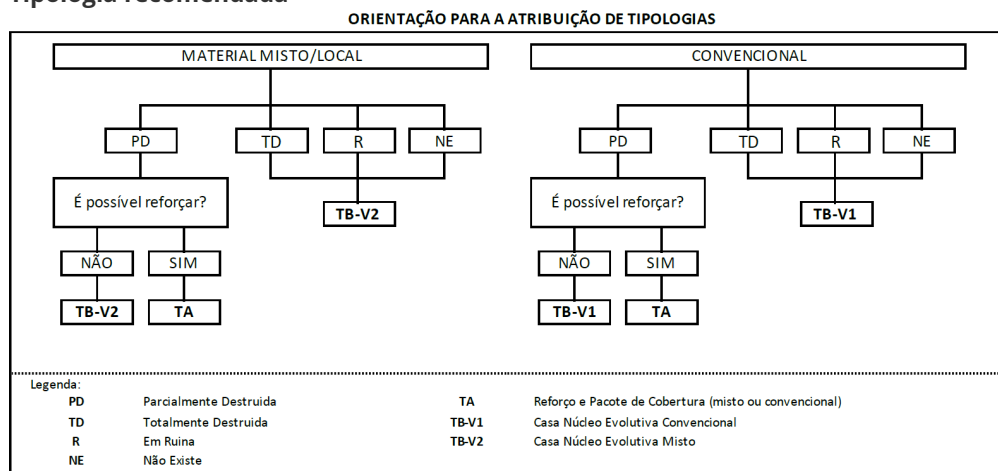 Tipologia recomendada
ORIENTAÇÃO PARA A ATRIBUIÇÃO DE TIPOLOGIAS
MATERIAL MISTO/LOCAL
CONVENCIONAL
PD TD R NE
PD TD R NE
É possível reforçar?
TB-V2
É possível reforçar?
TB-V1
NÃO SIM
NÃO SIM
TB-V2 TA
TB-V1 TA
Legenda:
PD Parcialmente Destruida
TA Reforço e Pacote de Cobertura (misto ou convencional)
TD Totalmente Destruida
TB-V1 Casa Núcleo Evolutiva Convencional
R Em Ruina
TB-V2 Casa Núcleo Evolutiva Misto
NE Não Existe